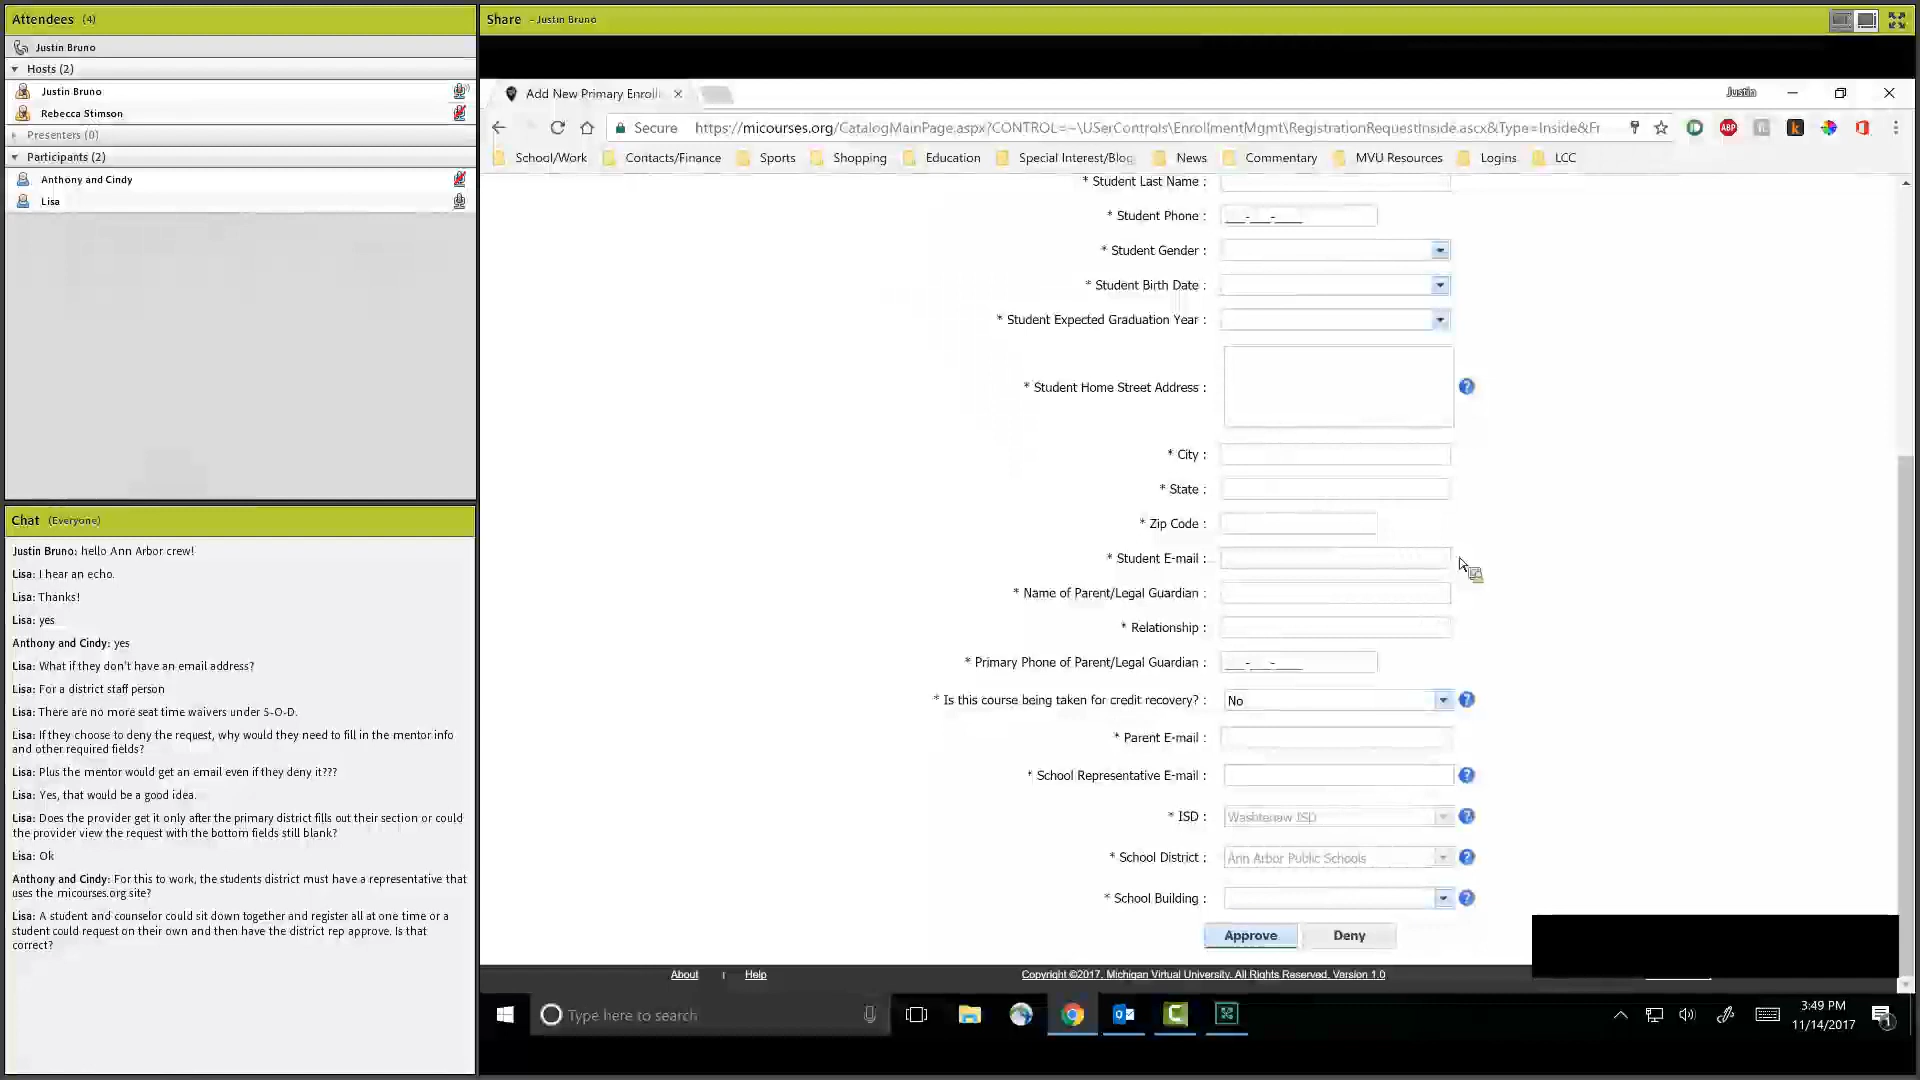 Attendees (4)
Justin Bruno
Hosts (2)
Justin Bruno
Rebecca Stimson
Presenters (0)
Participants (2)
Anthony and Cindy
Lisa
Chat (Everyone)
Justin Bruno: hello Ann Arbor crew!
Lisa: I hear an echo.
Lisa: Thanks!
Lisa: yes
Anthony and Cindy: yes
Lisa: What if they don't have an email address?
Lisa: For a district staff person
Lisa: There are no more seat time waivers under 5-O-D.
Lisa: If they choose to deny the request, why would they need to fill in the mentor info
and other required fields?
Lisa: Plus the mentor would get an email even if they deny it???
Lisa: Yes, that would be a good idea.
Lisa: Does the provider get it only after the primary district fills out their section or could
the provider view the request with the bottom fields still blank?
Lisa: Ok
Anthony and Cindy: For this to work, the students district must have a representative that
uses the micourses.org site?
Lisa: A student and counselor could sit down together and register all at one time or a
student could request on their own and then have the district rep approve. Is that
correct?
Share - Justin Bruno
Add New Primary Enroll
Justin
Secure https://micourses.org/CatalogMainPage.aspx?CONTROL=~\USerControls\EnrollmentMgmt\RegistrationRequestInside.ascx&Type=Inside&Fr
ABP
School/Work Contacts/Finance Sports Shopping Education Special Interest/Blog News Commentary MVU Resources Logins LCC
* Student Last Name :
* Student Phone : ___-___-____
* Student Gender :
* Student Birth Date :
* Student Expected Graduation Year :
* Student Home Street Address :
* City :
* State :
* Zip Code :
* Student E-mail :
* Name of Parent/Legal Guardian :
* Relationship :
* Primary Phone of Parent/Legal Guardian : ___-___-____
* Is this course being taken for credit recovery? : No
* Parent E-mail :
* School Representative E-mail :
* ISD : Washtenaw ISD
* School District : Ann Arbor Public Schools
* School Building :
Approve Deny
About | Help Copyright ©2017, Michigan Virtual University. All Rights Reserved. Version 1.0
Type here to search
3:49 PM
11/14/2017
1